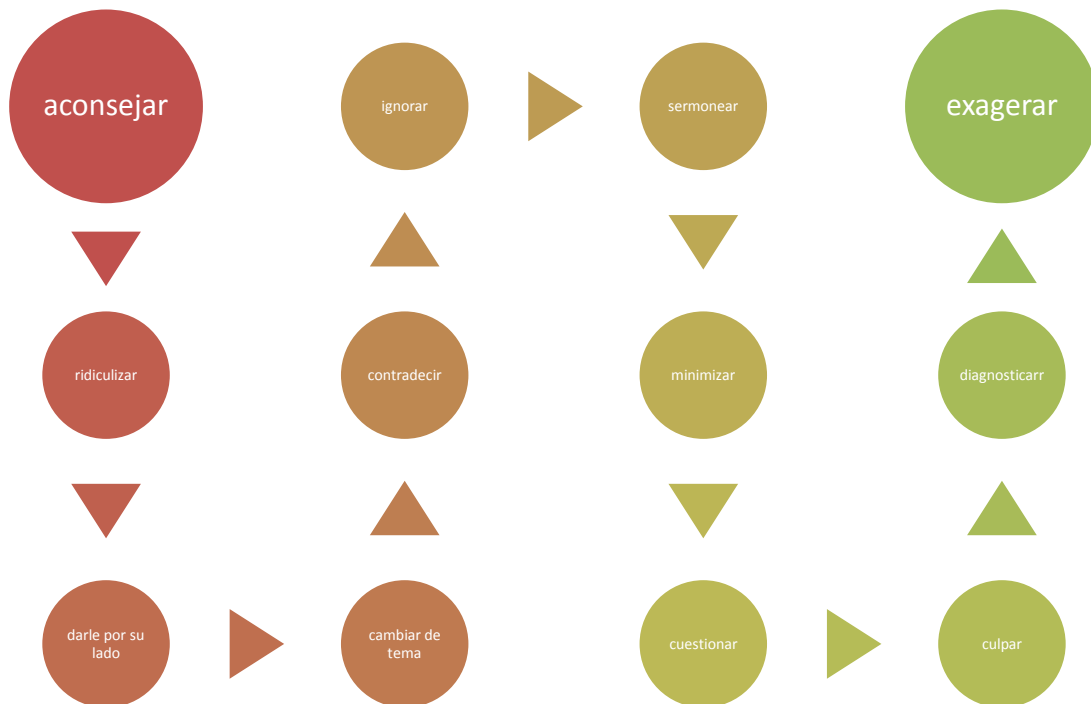 aconsejar
ridiculizar
darle por su
lado
cambiar de
tema
contradecir
ignorar
sermonear
minimizar
cuestionar
culpar
diagnosticarr
exagerar